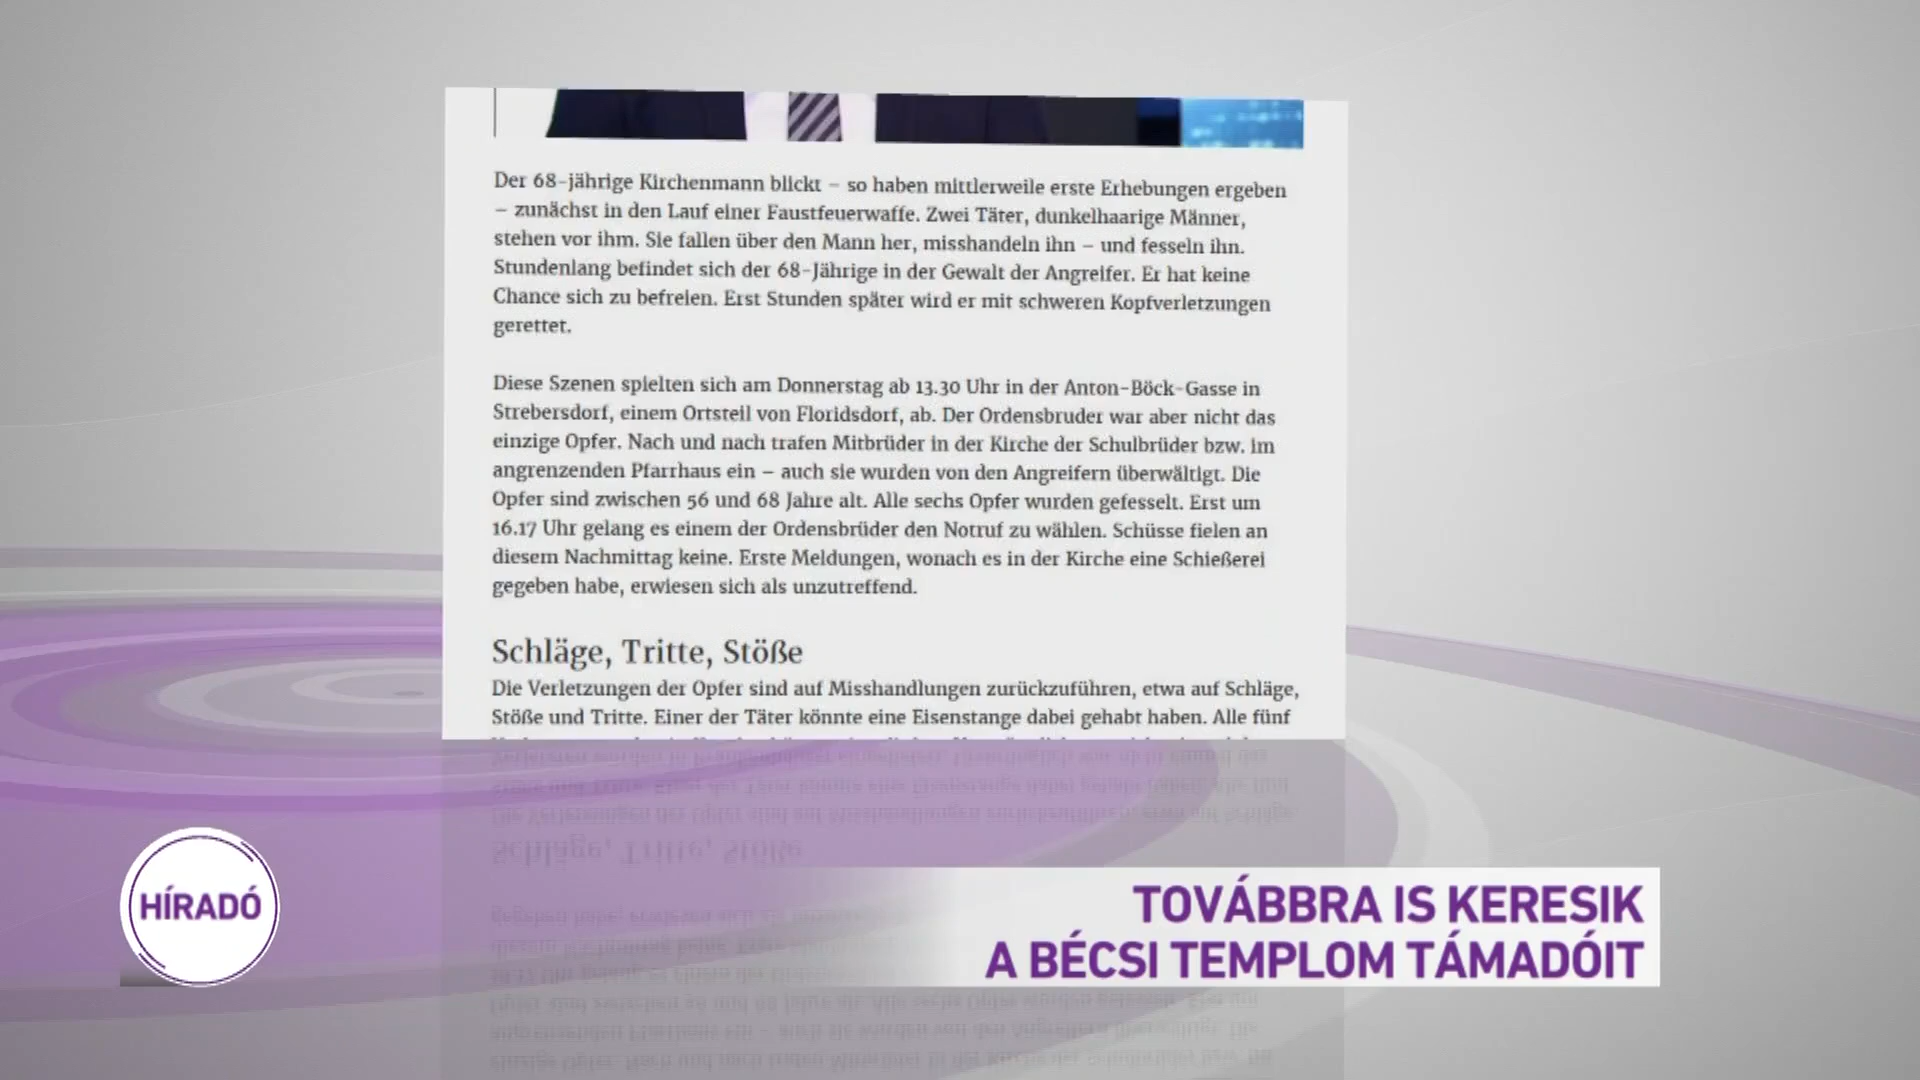 Der 68-jährige Kirchenmann blickt – so haben mittlerweile erste Erhebungen ergeben
– zunächst in den Lauf einer Faustfeuerwaffe. Zwei Täter, dunkelhaarige Männer,
stehen vor ihm. Sie fallen über den Mann her, misshandeln ihn – und fesseln ihn.
Stundenlang befindet sich der 68-Jährige in der Gewalt der Angreifer. Er hat keine
Chance sich zu befreien. Erst Stunden später wird er mit schweren Kopfverletzungen
gerettet.
Diese Szenen spielten sich am Donnerstag ab 13.30 Uhr in der Anton-Böck-Gasse in
Strebersdorf, einem Ortsteil von Floridsdorf, ab. Der Ordensbruder war aber nicht das
einzige Opfer. Nach und nach trafen Mitbrüder in der Kirche der Schulbrüder bzw. im
angrenzenden Pfarrhaus ein – auch sie wurden von den Angreifern überwältigt. Die
Opfer sind zwischen 56 und 68 Jahre alt. Alle sechs Opfer wurden gefesselt. Erst um
16.17 Uhr gelang es einem der Ordensbrüder den Notruf zu wählen. Schüsse fielen an
diesem Nachmittag keine. Erste Meldungen, wonach es in der Kirche eine Schießerei
gegeben habe, erwiesen sich als unzutreffend.
Schläge, Tritte, Stöße
Die Verletzungen der Opfer sind auf Misshandlungen zurückzuführen, etwa auf Schläge,
Stöße und Tritte. Einer der Täter könnte eine Eisenstange dabei gehabt haben. Alle fünf
HÍRADÓ
TOVÁBBRA IS KERESIK
A BÉCSI TEMPLOM TÁMADÓIT